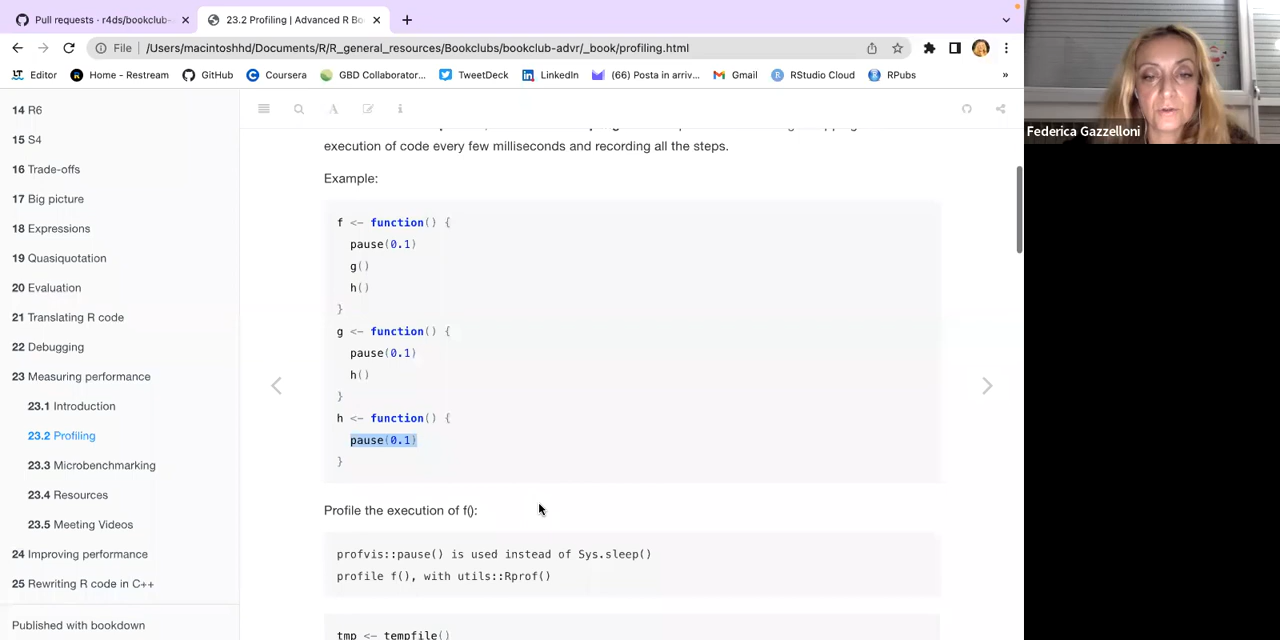 Pull requests · r4ds/bookclub-
23.2 Profiling | Advanced R Bo
File
/Users/macintoshhd/Documents/R/R_general_resources/Bookclubs/bookclub-advr/_book/profiling.html
Editor
Home - Restream
GitHub
Coursera
GBD Collaborator...
TweetDeck
LinkedIn
(66) Posta in arriv...
Gmail
RStudio Cloud
RPubs
»
Federica Gazzelloni
14 R6
15 S4
16 Trade-offs
17 Big picture
18 Expressions
19 Quasiquotation
20 Evaluation
21 Translating R code
22 Debugging
23 Measuring performance
23.1 Introduction
23.2 Profiling
23.3 Microbenchmarking
23.4 Resources
23.5 Meeting Videos
24 Improving performance
25 Rewriting R code in C++
Published with bookdown
execution of code every few milliseconds and recording all the steps.
Example:
f <- function() {
  pause(0.1)
  g()
  h()
}
g <- function() {
  pause(0.1)
  h()
}
h <- function() {
  pause(0.1)
}
Profile the execution of f():
profvis::pause() is used instead of Sys.sleep()
profile f(), with utils::Rprof()
tmp <- tempfile()